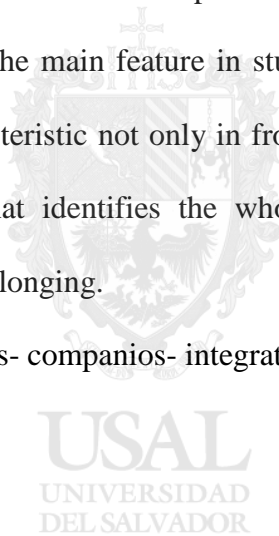 he main feature in stu
teristic not only in fro
at identifies the who
longing.
s- companios- integrat
USAL
UNIVERSIDAD
DEL SALVADOR